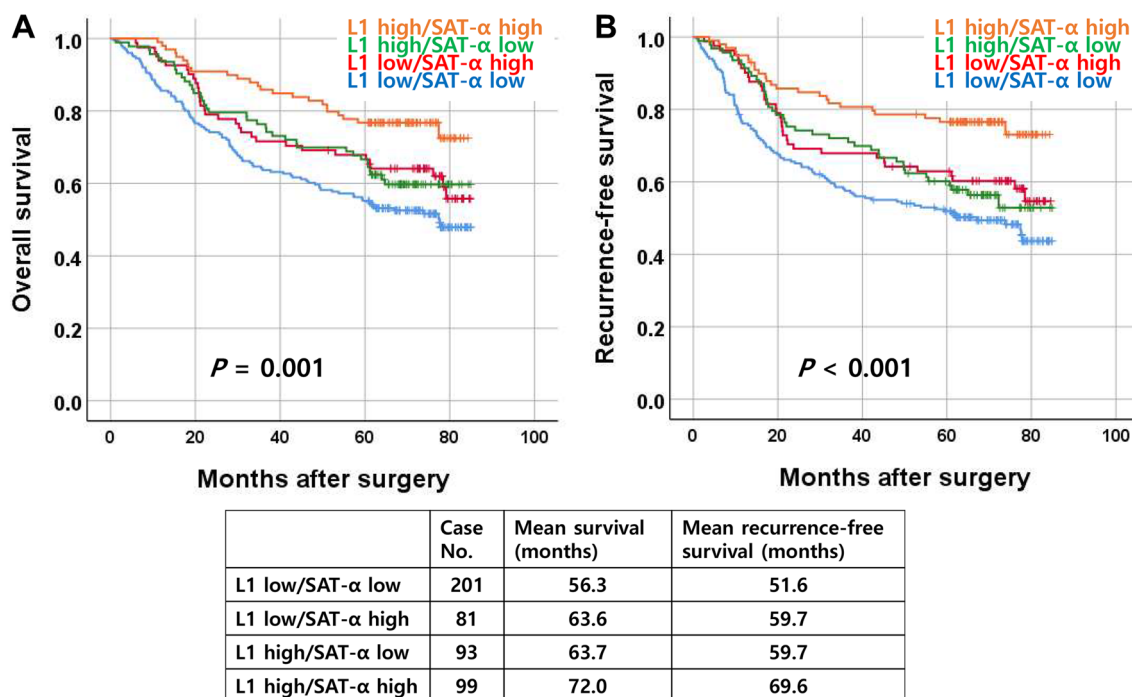 A
L1 high/SAT-α high
L1 high/SAT-α low
L1 low/SAT-α high
L1 low/SAT-α low
Overall survival
1.0
0.8
0.6
0.4
0.2
0.0
P = 0.001
0 20 40 60 80 100
Months after surgery
B
L1 high/SAT-α high
L1 high/SAT-α low
L1 low/SAT-α high
L1 low/SAT-α low
Recurrence-free survival
1.0
0.8
0.6
0.4
0.2
0.0
P < 0.001
0 20 40 60 80 100
Months after surgery
Case No. Mean survival (months) Mean recurrence-free survival (months)
L1 low/SAT-α low 201 56.3 51.6
L1 low/SAT-α high 81 63.6 59.7
L1 high/SAT-α low 93 63.7 59.7
L1 high/SAT-α high 99 72.0 69.6